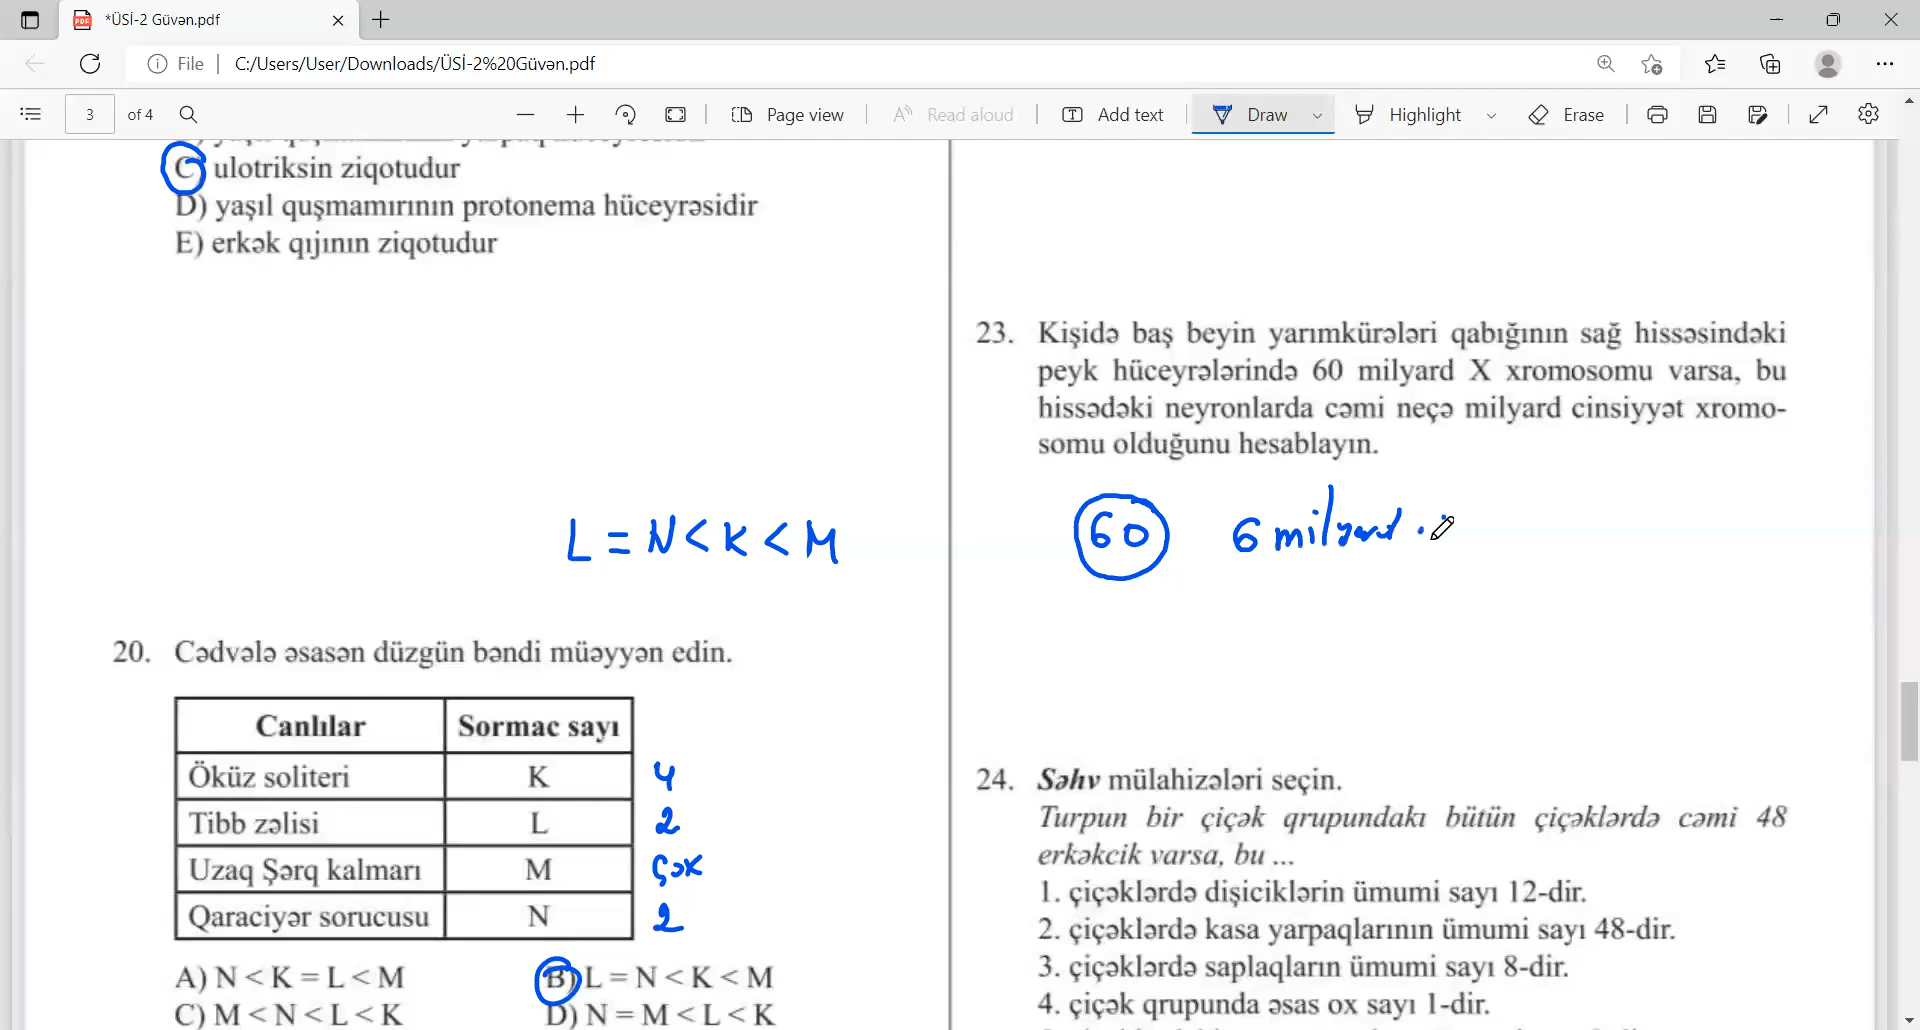 *ÜSİ-2 Güvən.pdf
File C:/Users/User/Downloads/ÜSİ-2%20Güvən.pdf
3 of 4 Page view Read aloud Add text Draw Highlight Erase
C) ulotriksin ziqotudur
D) yaşıl quşmamırının protonema hüceyrəsidir
E) erkək qıjının ziqotudur
L = N < K < M
20. Cədvələ əsasən düzgün bəndi müəyyən edin.
Canlılar Sormac sayı
Öküz soliteri K 4
Tibb zəlisi L 2
Uzaq Şərq kalmarı M çox
Qaraciyər sorucusu N 2
A) N < K = L < M B) L = N < K < M
C) M < N < L < K D) N = M < L < K
23. Kişidə baş beyin yarımkürələri qabığının sağ hissəsindəki
peyk hüceyrələrində 60 milyard X xromosomu varsa, bu
hissədəki neyronlarda cəmi neçə milyard cinsiyyət xromo-
somu olduğunu hesablayın.
60 6 milyard .
24. Səhv mülahizələri seçin.
Turpun bir çiçək qrupundakı bütün çiçəklərdə cəmi 48
erkəkcik varsa, bu ...
1. çiçəklərdə dişiciklərin ümumi sayı 12-dir.
2. çiçəklərdə kasa yarpaqlarının ümumi sayı 48-dir.
3. çiçəklərdə saplaqların ümumi sayı 8-dir.
4. çiçək qrupunda əsas ox sayı 1-dir.